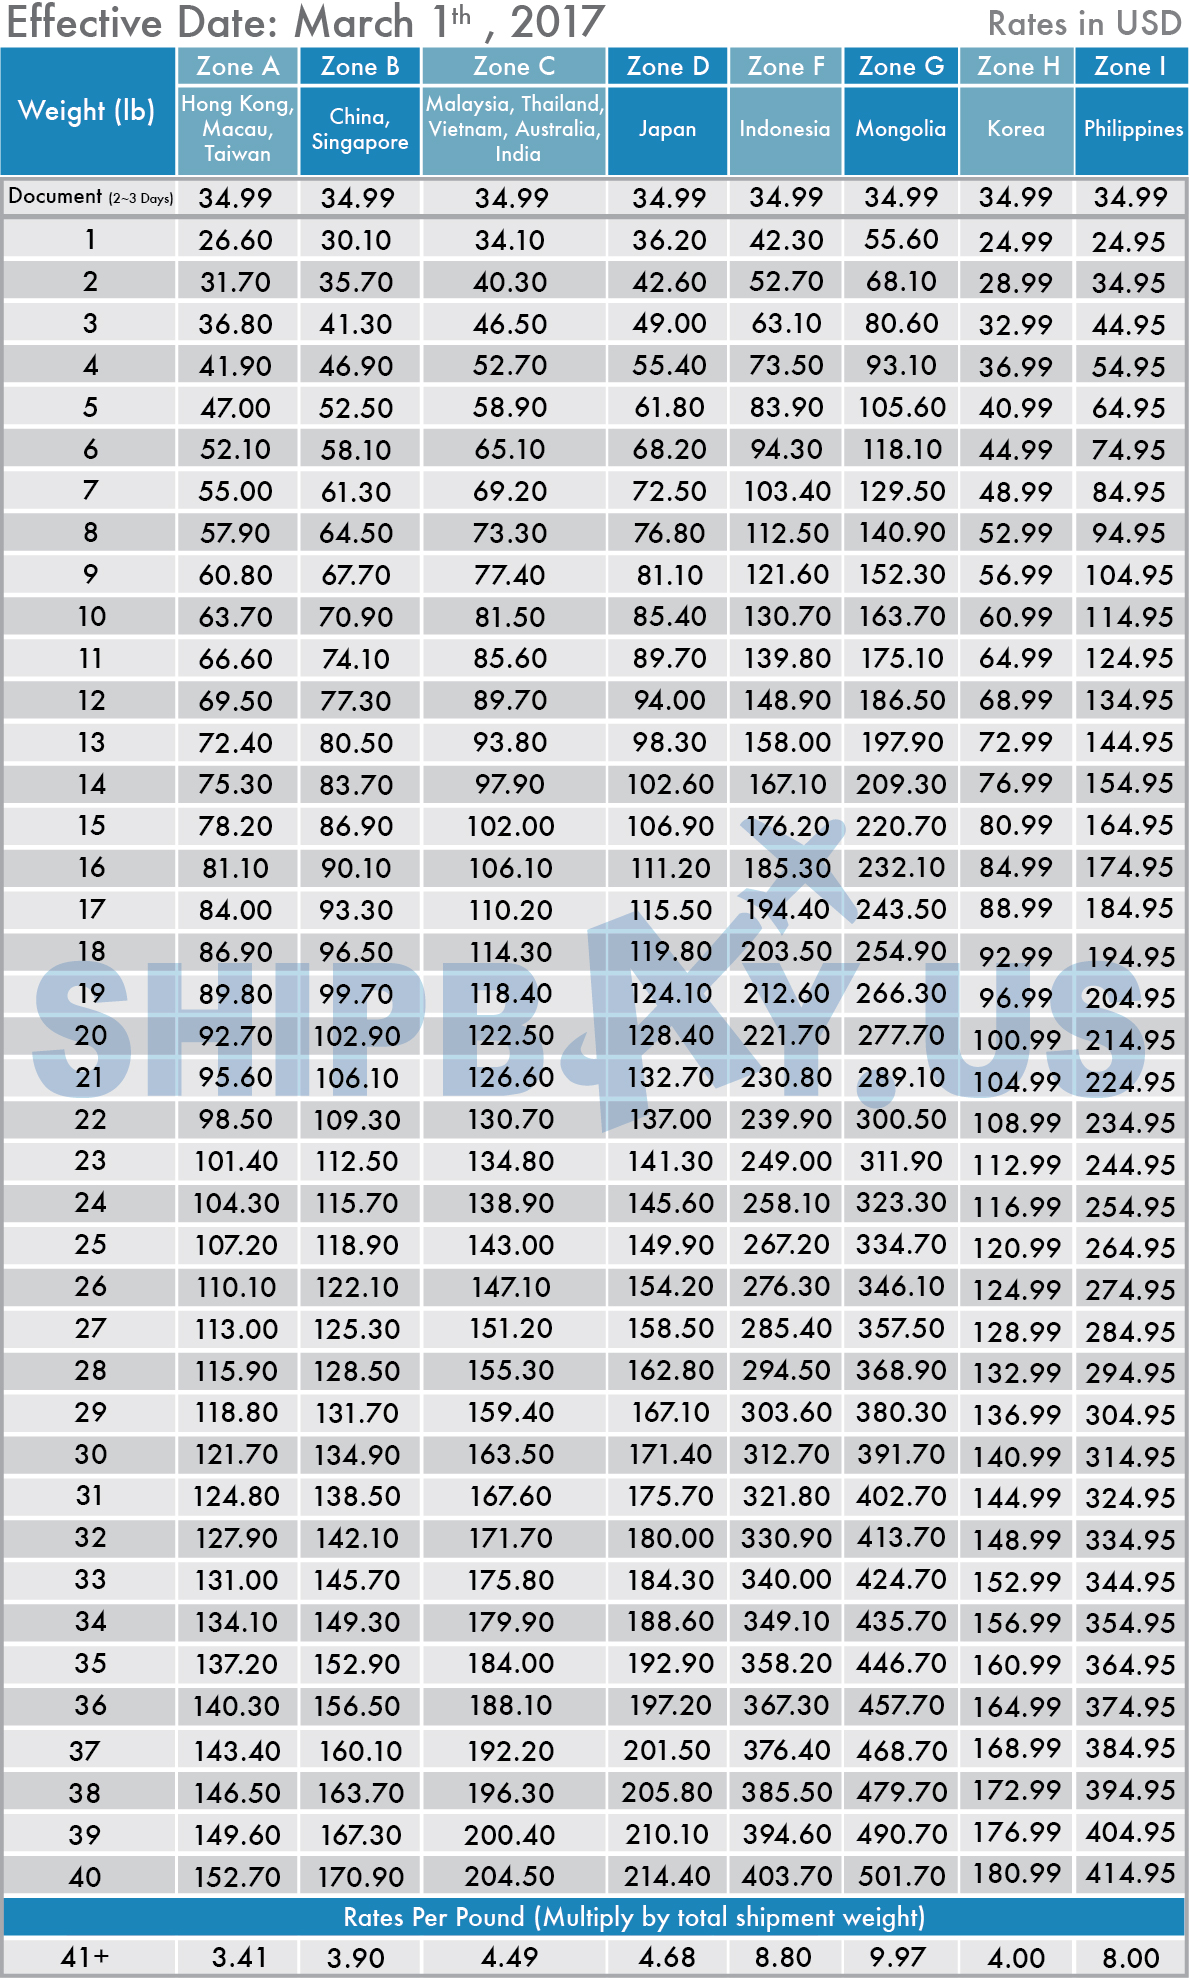 Effective Date: March 1th , 2017 Rates in USD
Weight (lb) Zone A Zone B Zone C Zone D Zone F Zone G Zone H Zone I
Hong Kong, Macau, Taiwan China, Singapore Malaysia, Thailand, Vietnam, Australia, India Japan Indonesia Mongolia Korea Philippines
Document (2~3 Days) 34.99 34.99 34.99 34.99 34.99 34.99 34.99 34.99
1 26.60 30.10 34.10 36.20 42.30 55.60 24.99 24.95
2 31.70 35.70 40.30 42.60 52.70 68.10 28.99 34.95
3 36.80 41.30 46.50 49.00 63.10 80.60 32.99 44.95
4 41.90 46.90 52.70 55.40 73.50 93.10 36.99 54.95
5 47.00 52.50 58.90 61.80 83.90 105.60 40.99 64.95
6 52.10 58.10 65.10 68.20 94.30 118.10 44.99 74.95
7 55.00 61.30 69.20 72.50 103.40 129.50 48.99 84.95
8 57.90 64.50 73.30 76.80 112.50 140.90 52.99 94.95
9 60.80 67.70 77.40 81.10 121.60 152.30 56.99 104.95
10 63.70 70.90 81.50 85.40 130.70 163.70 60.99 114.95
11 66.60 74.10 85.60 89.70 139.80 175.10 64.99 124.95
12 69.50 77.30 89.70 94.00 148.90 186.50 68.99 134.95
13 72.40 80.50 93.80 98.30 158.00 197.90 72.99 144.95
14 75.30 83.70 97.90 102.60 167.10 209.30 76.99 154.95
15 78.20 86.90 102.00 106.90 176.20 220.70 80.99 164.95
16 81.10 90.10 106.10 111.20 185.30 232.10 84.99 174.95
17 84.00 93.30 110.20 115.50 194.40 243.50 88.99 184.95
18 86.90 96.50 114.30 119.80 203.50 254.90 92.99 194.95
19 89.80 99.70 118.40 124.10 212.60 266.30 96.99 204.95
20 92.70 102.90 122.50 128.40 221.70 277.70 100.99 214.95
SHIPBAY.US
21 95.60 106.10 126.60 132.70 230.80 289.10 104.99 224.95
22 98.50 109.30 130.70 137.00 239.90 300.50 108.99 234.95
23 101.40 112.50 134.80 141.30 249.00 311.90 112.99 244.95
24 104.30 115.70 138.90 145.60 258.10 323.30 116.99 254.95
25 107.20 118.90 143.00 149.90 267.20 334.70 120.99 264.95
26 110.10 122.10 147.10 154.20 276.30 346.10 124.99 274.95
27 113.00 125.30 151.20 158.50 285.40 357.50 128.99 284.95
28 115.90 128.50 155.30 162.80 294.50 368.90 132.99 294.95
29 118.80 131.70 159.40 167.10 303.60 380.30 136.99 304.95
30 121.70 134.90 163.50 171.40 312.70 391.70 140.99 314.95
31 124.80 138.50 167.60 175.70 321.80 402.70 144.99 324.95
32 127.90 142.10 171.70 180.00 330.90 413.70 148.99 334.95
33 131.00 145.70 175.80 184.30 340.00 424.70 152.99 344.95
34 134.10 149.30 179.90 188.60 349.10 435.70 156.99 354.95
35 137.20 152.90 184.00 192.90 358.20 446.70 160.99 364.95
36 140.30 156.50 188.10 197.20 367.30 457.70 164.99 374.95
37 143.40 160.10 192.20 201.50 376.40 468.70 168.99 384.95
38 146.50 163.70 196.30 205.80 385.50 479.70 172.99 394.95
39 149.60 167.30 200.40 210.10 394.60 490.70 176.99 404.95
40 152.70 170.90 204.50 214.40 403.70 501.70 180.99 414.95
Rates Per Pound (Multiply by total shipment weight)
41+ 3.41 3.90 4.49 4.68 8.80 9.97 4.00 8.00